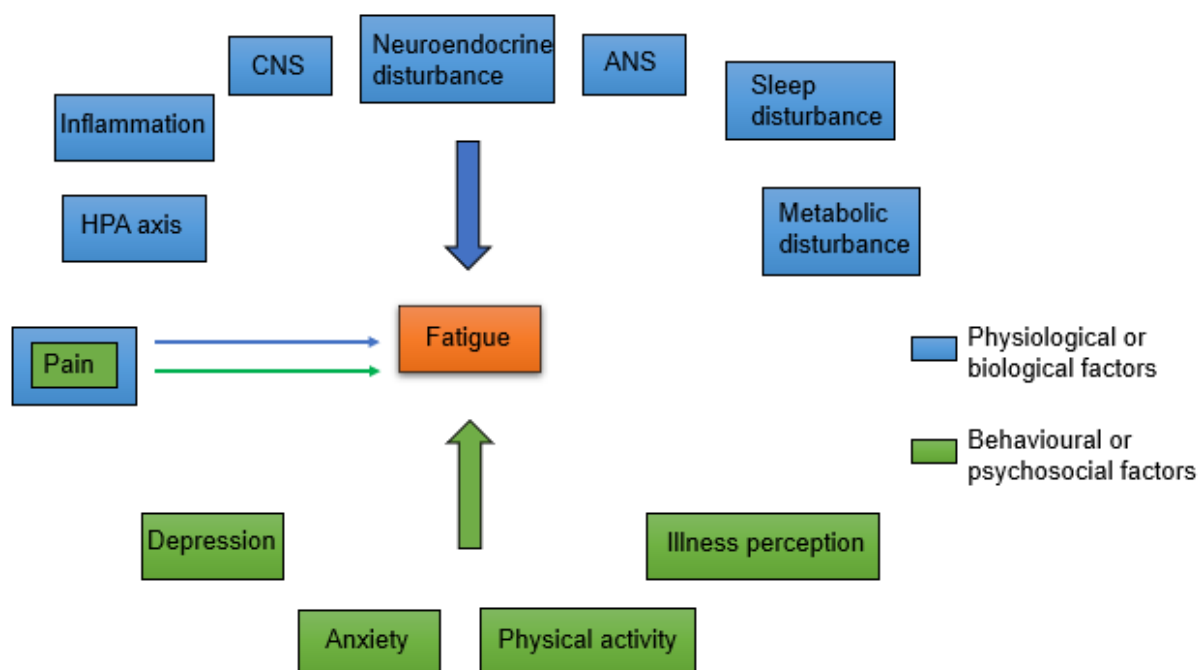 Neuroendocrine
disturbance
CNS
ANS
Sleep
disturbance
Inflammation
HPA axis
Metabolic
disturbance
Fatigue
Pain
Physiological or
biological factors
Behavioural or
psychosocial factors
Depression
Illness perception
Anxiety
Physical activity